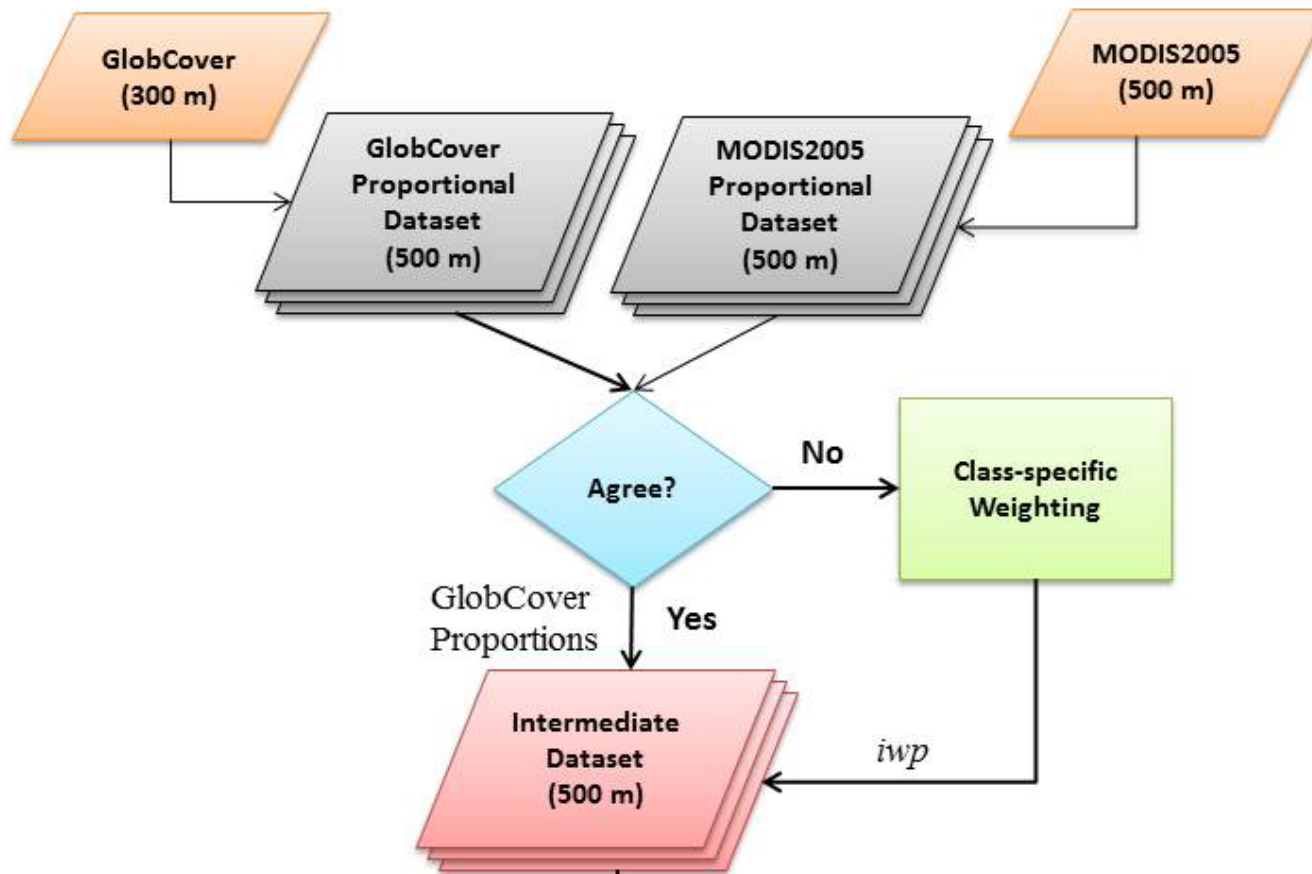 GlobCover
(300 m)
MODIS2005
(500 m)
GlobCover
Proportional
Dataset
(500 m)
MODIS2005
Proportional
Dataset
(500 m)
Agree?
No
Class-specific
Weighting
GlobCover
Proportions
Yes
Intermediate
Dataset
(500 m)
iwp